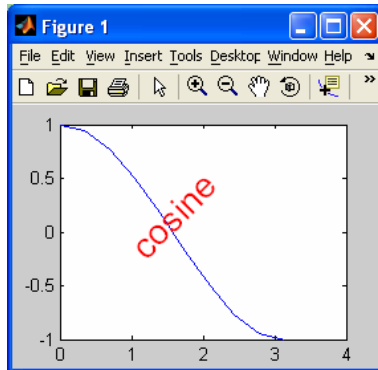 Figure 1
File Edit View Insert Tools Desktop Window Help
»
1
0.5
0
-0.5
-1
cosine
0 1 2 3 4